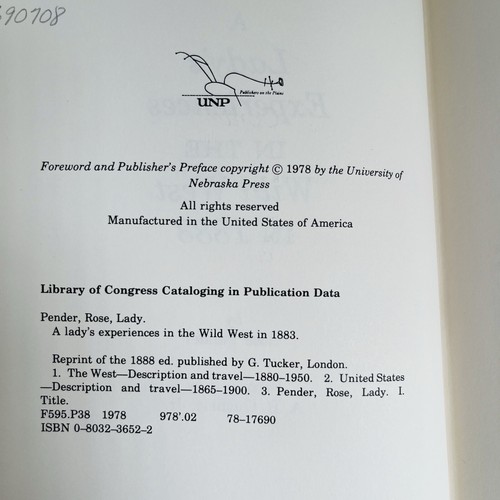 90708
UNP
Publishers on the Plains
Foreword and Publisher's Preface copyright © 1978 by the University of
Nebraska Press
All rights reserved
Manufactured in the United States of America
Library of Congress Cataloging in Publication Data
Pender, Rose, Lady.
A lady's experiences in the Wild West in 1883.
Reprint of the 1888 ed. published by G. Tucker, London.
1. The West—Description and travel—1880–1950. 2. United States
—Description and travel—1865–1900. 3. Pender, Rose, Lady. I.
Title.
F595.P38 1978 978'.02 78–17690
ISBN 0–8032–3652–2